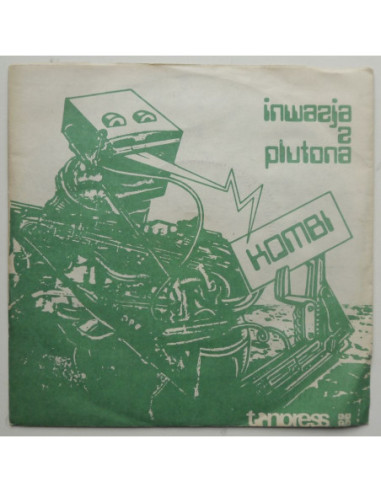 inwazja
z
plutona
KOMBI
tonpress